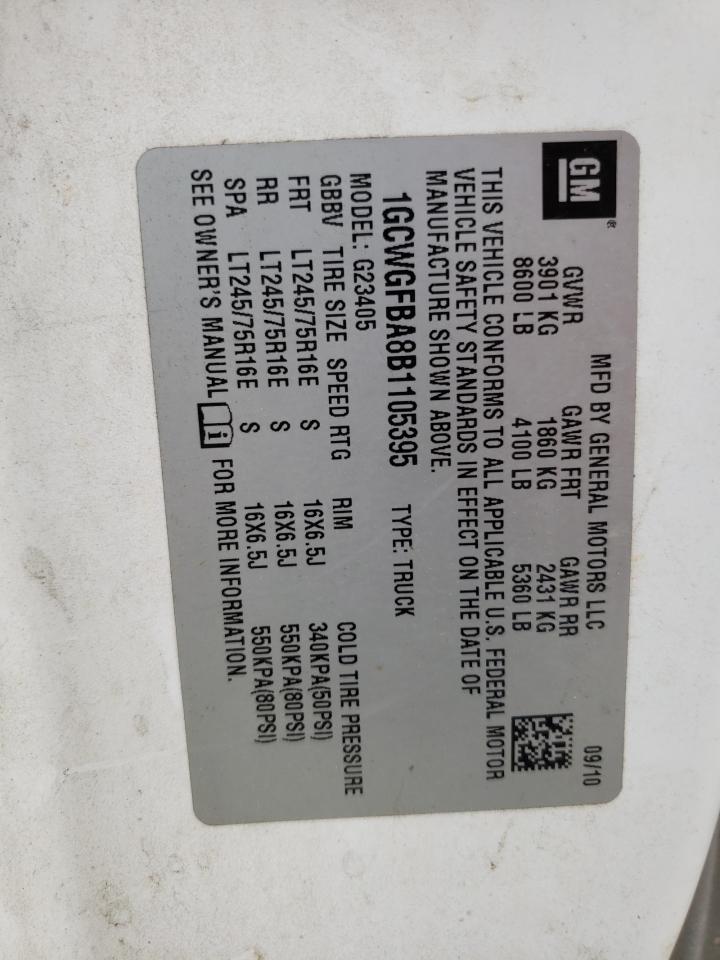 GM®
MFD BY GENERAL MOTORS LLC 09/10
GVWR GAWR FRT GAWR RR
3901 KG 1860 KG 2431 KG
8600 LB 4100 LB 5360 LB
THIS VEHICLE CONFORMS TO ALL APPLICABLE U.S. FEDERAL MOTOR
VEHICLE SAFETY STANDARDS IN EFFECT ON THE DATE OF
MANUFACTURE SHOWN ABOVE.
1GCWGFBA8B1105395 TYPE: TRUCK
MODEL: G23405
GBBV TIRE SIZE SPEED RTG RIM COLD TIRE PRESSURE
FRT LT245/75R16E S 16X6.5J 340KPA(50PSI)
RR LT245/75R16E S 16X6.5J 550KPA(80PSI)
SPA LT245/75R16E S 16X6.5J 550KPA(80PSI)
SEE OWNER'S MANUAL i FOR MORE INFORMATION.